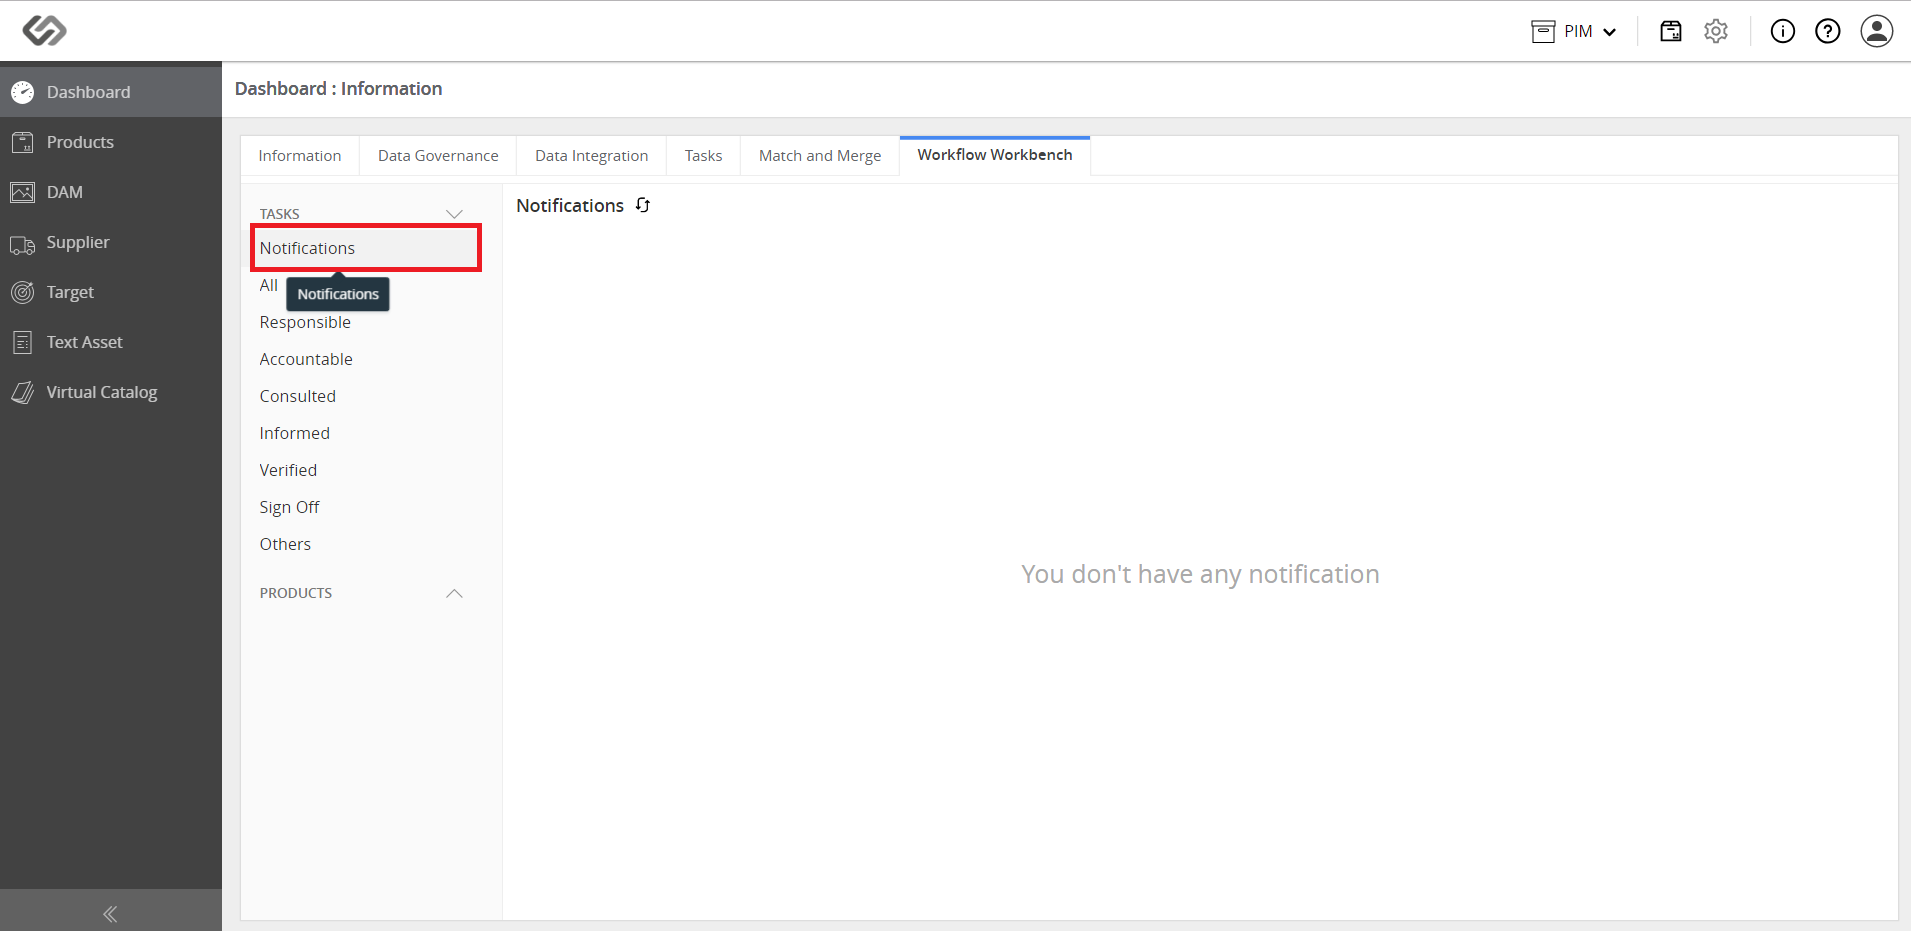 PIM
Dashboard
Products
DAM
Supplier
Target
Text Asset
Virtual Catalog
Dashboard : Information
Information Data Governance Data Integration Tasks Match and Merge Workflow Workbench
TASKS
Notifications
Notifications
All
Responsible
Accountable
Consulted
Informed
Verified
Sign Off
Others
PRODUCTS
Notifications
You don't have any notification